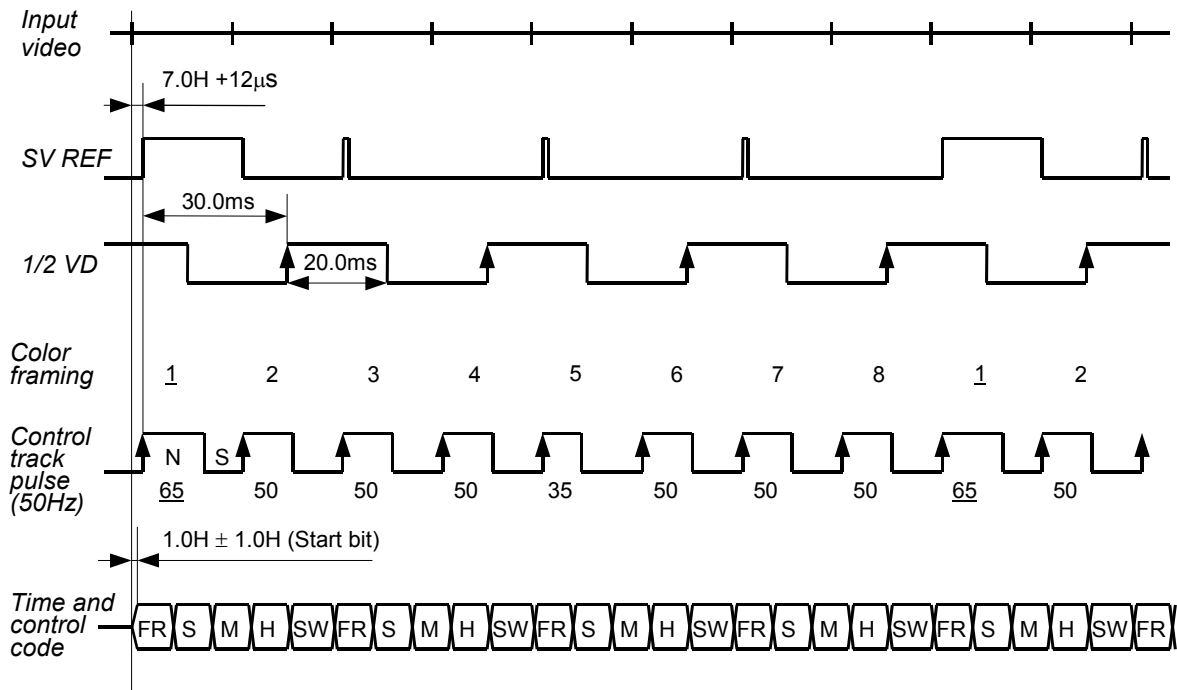 Input
video
7.0H +12μs
SV REF
30.0ms
1/2 VD
20.0ms
Color
framing
1 2 3 4 5 6 7 8 1 2
Control
track
pulse
(50Hz)
N S
65 50 50 50 35 50 50 50 65 50
1.0H ± 1.0H (Start bit)
Time and
control
code
FR S M H SW FR S M H SW FR S M H SW FR S M H SW FR S M H SW FR